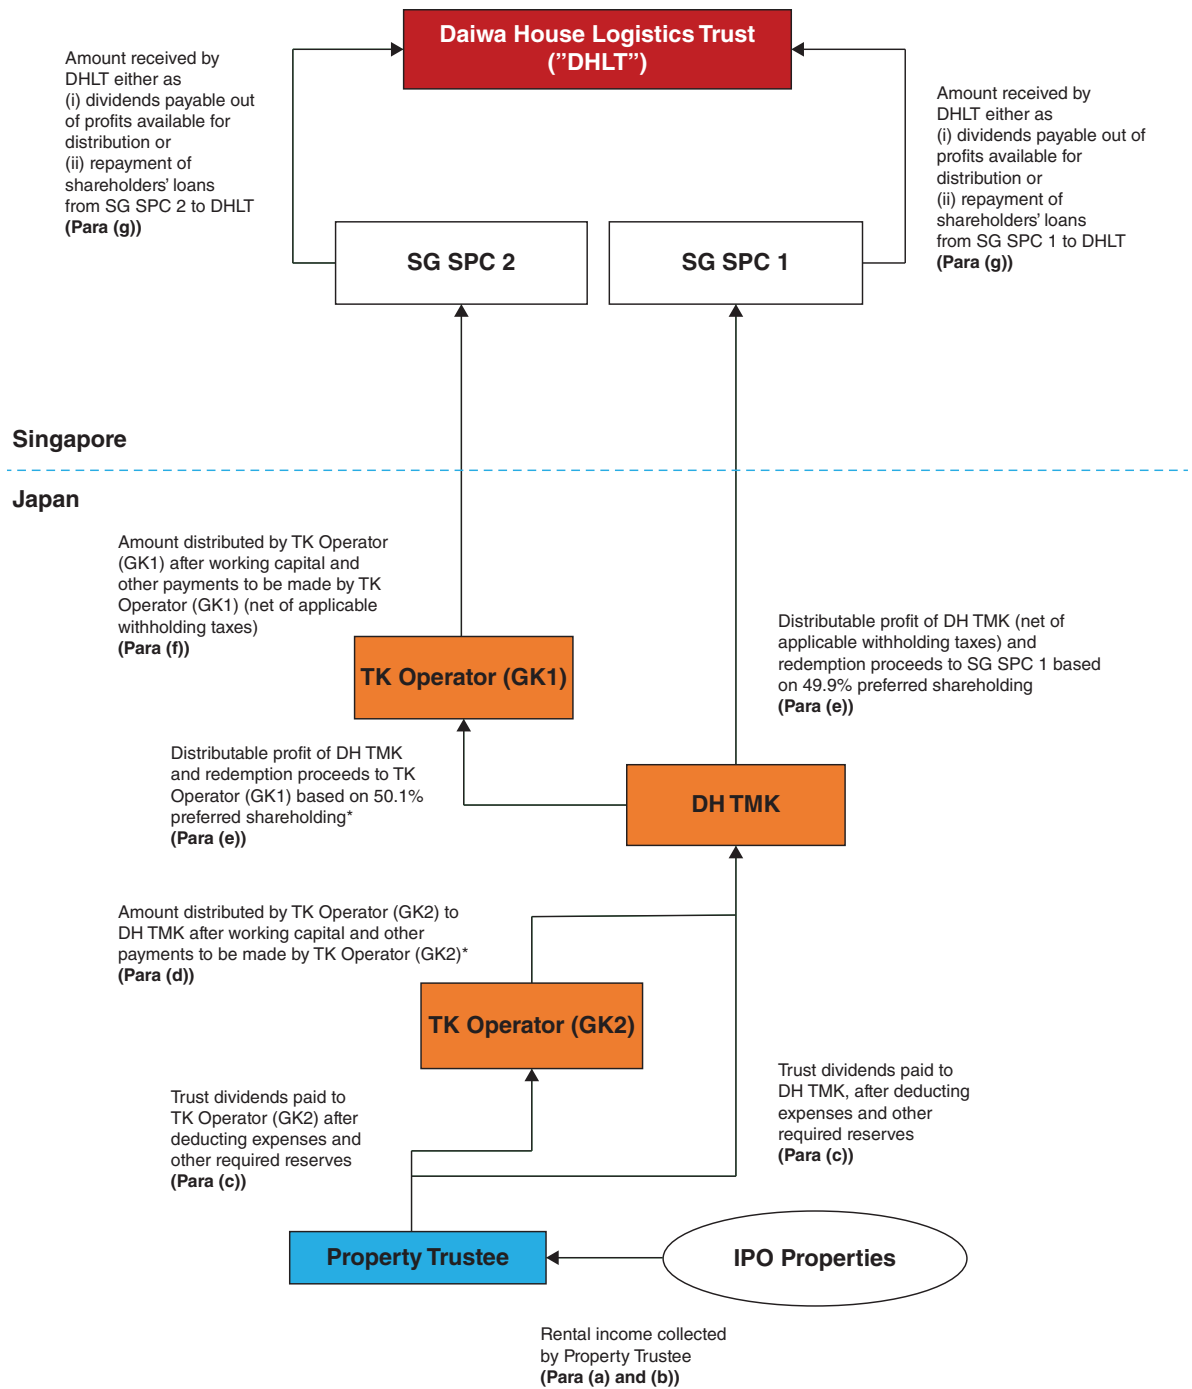 Daiwa House Logistics Trust
("DHLT")
Amount received by
DHLT either as
(i) dividends payable out
of profits available for
distribution or
(ii) repayment of
shareholders' loans
from SG SPC 2 to DHLT
(Para (g))
Amount received by
DHLT either as
(i) dividends payable out of
profits available for
distribution or
(ii) repayment of
shareholders' loans
from SG SPC 1 to DHLT
(Para (g))
SG SPC 2
SG SPC 1
Singapore
Japan
Amount distributed by TK Operator
(GK1) after working capital and
other payments to be made by TK
Operator (GK1) (net of applicable
withholding taxes)
(Para (f))
Distributable profit of DH TMK (net of
applicable withholding taxes) and
redemption proceeds to SG SPC 1 based
on 49.9% preferred shareholding
(Para (e))
TK Operator (GK1)
Distributable profit of DH TMK
and redemption proceeds to TK
Operator (GK1) based on 50.1%
preferred shareholding*
(Para (e))
DH TMK
Amount distributed by TK Operator (GK2) to
DH TMK after working capital and other
payments to be made by TK Operator (GK2)*
(Para (d))
TK Operator (GK2)
Trust dividends paid to
TK Operator (GK2) after
deducting expenses and
other required reserves
(Para (c))
Trust dividends paid to
DH TMK, after deducting
expenses and other
required reserves
(Para (c))
Property Trustee
IPO Properties
Rental income collected
by Property Trustee
(Para (a) and (b))